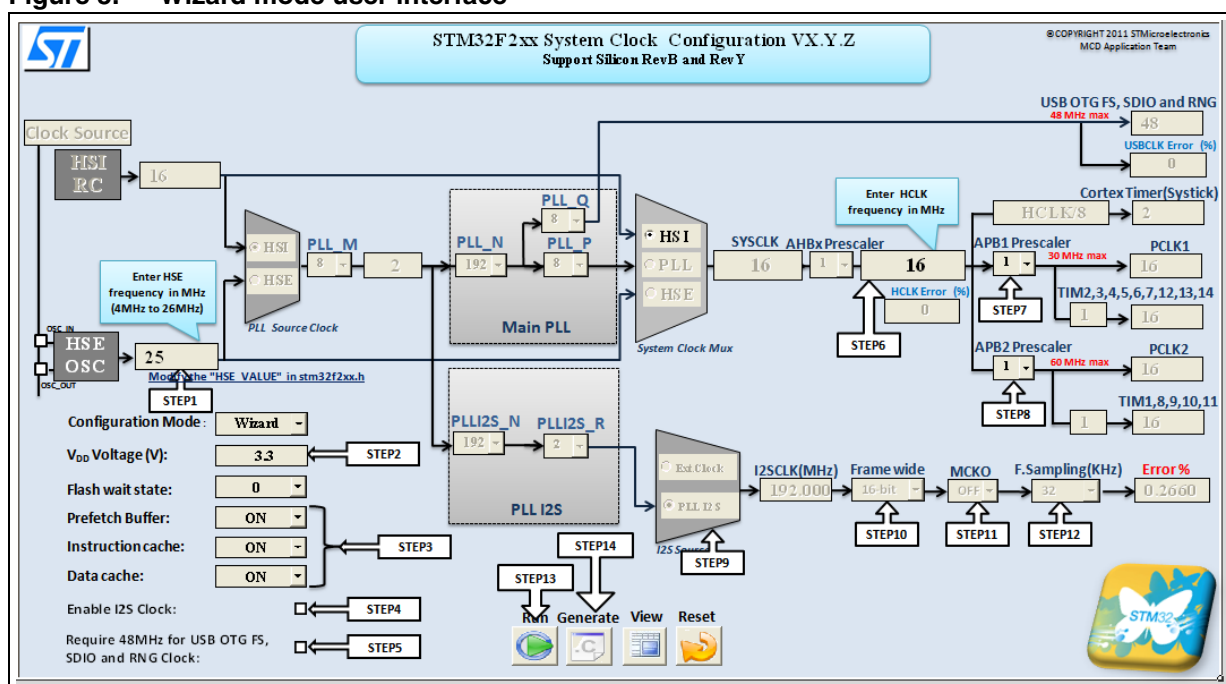 Figure 3. Wizard mode user interface
ST
STM32F2xx System Clock Configuration VX.Y.Z
Support Silicon RevB and RevY
©COPYRIGHT 2011 STMicroelectronics
MCD Application Team
USB OTG FS, SDIO and RNG
48 MHz max
48
USBCLK Error (%)
0
Clock Source
HSI
RC
16
Enter HSE
frequency in MHz
(4MHz to 26MHz)
OSC_IN
HSE
OSC
OSC_OUT
25
Modify the "HSE_VALUE" in stm32f2xx.h
STEP1
HSI
HSE
PLL Source Clock
PLL_M
8
2
PLL_Q
8
PLL_N
192
PLL_P
8
Main PLL
HSI
PLL
HSE
System Clock Mux
SYSCLK
16
AHBx Prescaler
1
Enter HCLK
frequency in MHz
16
HCLK Error (%)
0
STEP6
Cortex Timer(Systick)
HCLK/8
2
APB1 Prescaler
1
30 MHz max
STEP7
PCLK1
16
TIM2,3,4,5,6,7,12,13,14
1
16
APB2 Prescaler
1
60 MHz max
STEP8
PCLK2
16
TIM1,8,9,10,11
1
16
Configuration Mode:
Wizard
VDD Voltage (V):
3.3
STEP2
Flash wait state:
0
Prefetch Buffer:
ON
Instruction cache:
ON
STEP3
Data cache:
ON
Enable I2S Clock:
STEP4
Require 48MHz for USB OTG FS,
SDIO and RNG Clock:
STEP5
PLLI2S_N
192
PLLI2S_R
2
PLL I2S
Ext.Clock
PLL I2S
I2S Source
STEP9
I2SCLK(MHz)
192.000
Frame wide
16-bit
STEP10
MCKO
OFF
STEP11
F.Sampling(KHz)
32
STEP12
Error %
0.2660
STEP14
STEP13
Run
Generate
View
Reset
.C
STM32